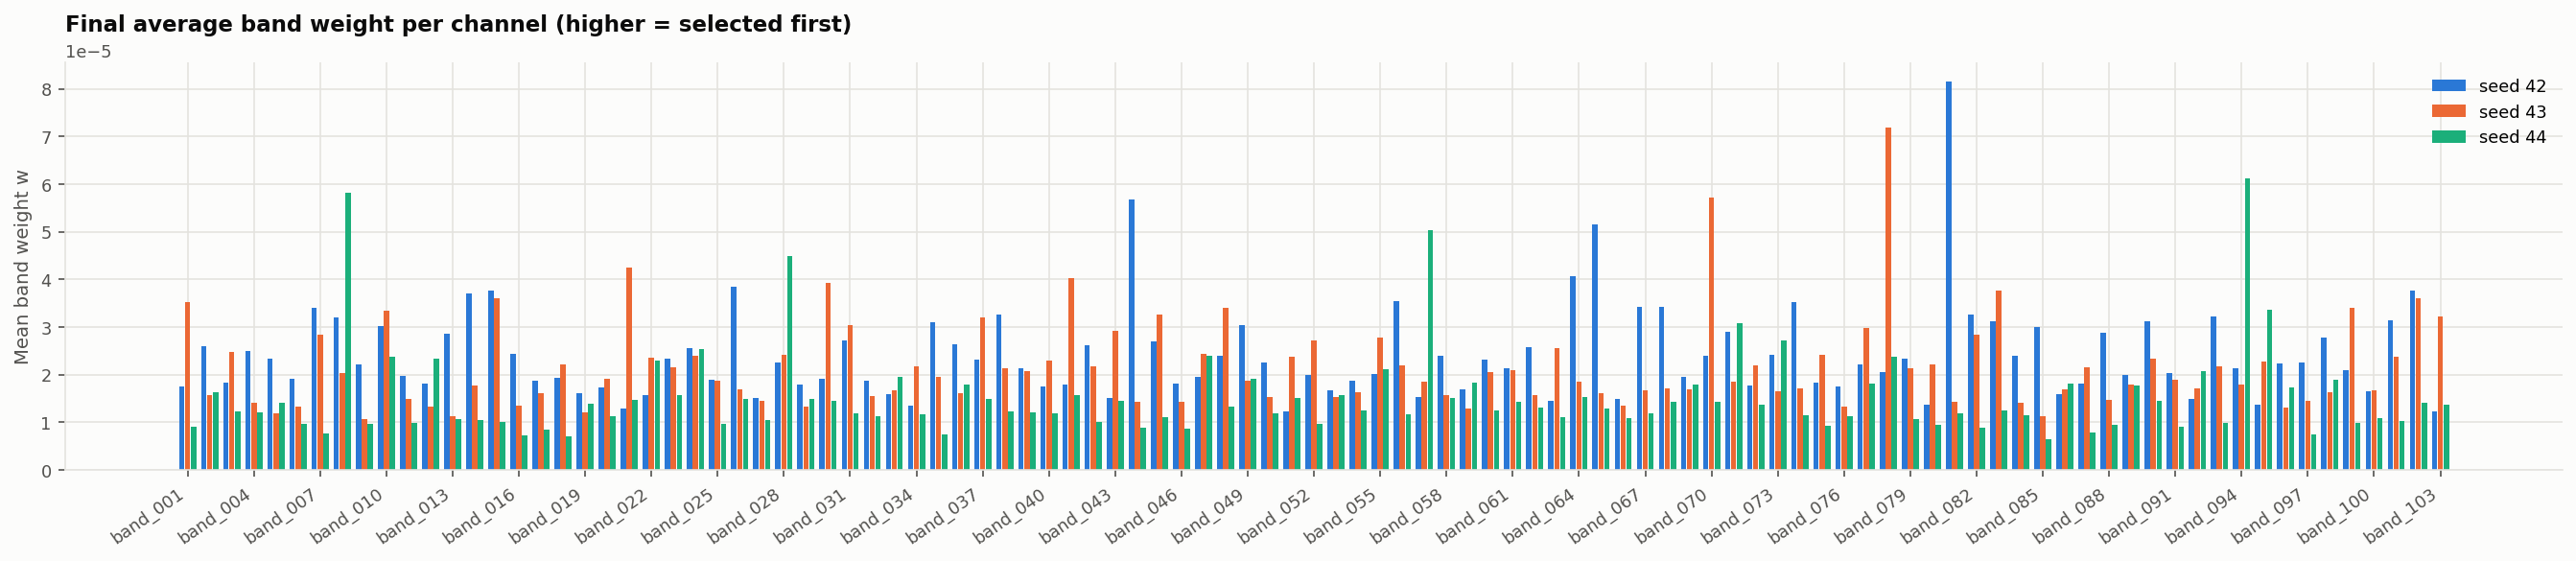 Final average band weight per channel (higher = selected first)
1e−5
8
7
6
5
4
3
2
1
0
Mean band weight w
seed 42
seed 43
seed 44
band_001 band_004 band_007 band_010 band_013 band_016 band_019 band_022 band_025 band_028 band_031 band_034 band_037 band_040 band_043 band_046 band_049 band_052 band_055 band_058 band_061 band_064 band_067 band_070 band_073 band_076 band_079 band_082 band_085 band_088 band_091 band_094 band_097 band_100 band_103